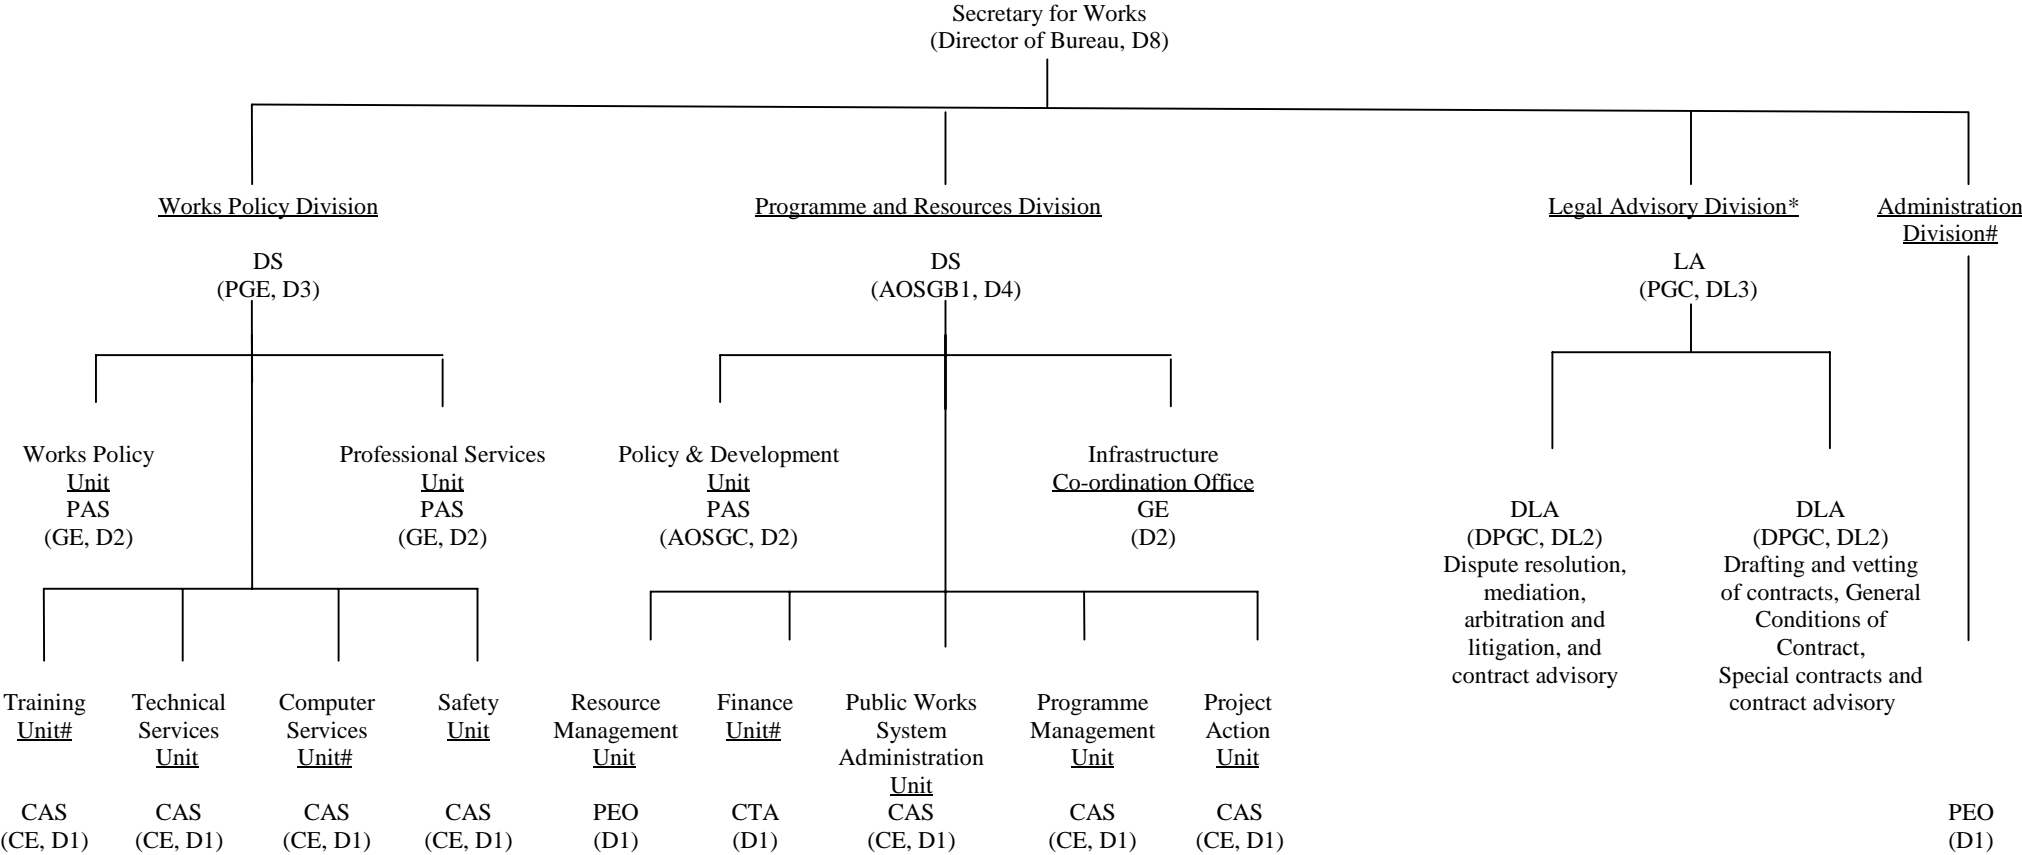 Secretary for Works
(Director of Bureau, D8)
Works Policy Division
DS
(PGE, D3)
Programme and Resources Division
DS
(AOSGB1, D4)
Legal Advisory Division*
LA
(PGC, DL3)
Administration
Division#
Works Policy
Unit
PAS
(GE, D2)
Professional Services
Unit
PAS
(GE, D2)
Policy & Development
Unit
PAS
(AOSGC, D2)
Infrastructure
Co-ordination Office
GE
(D2)
DLA
(DPGC, DL2)
Dispute resolution,
mediation,
arbitration and
litigation, and
contract advisory
DLA
(DPGC, DL2)
Drafting and vetting
of contracts, General
Conditions of
Contract,
Special contracts and
contract advisory
Training
Unit#
CAS
(CE, D1)
Technical
Services
Unit
CAS
(CE, D1)
Computer
Services
Unit#
CAS
(CE, D1)
Safety
Unit
CAS
(CE, D1)
Resource
Management
Unit
PEO
(D1)
Finance
Unit#
CTA
(D1)
Public Works
System
Administration
Unit
CAS
(CE, D1)
Programme
Management
Unit
CAS
(CE, D1)
Project
Action
Unit
CAS
(CE, D1)
PEO
(D1)